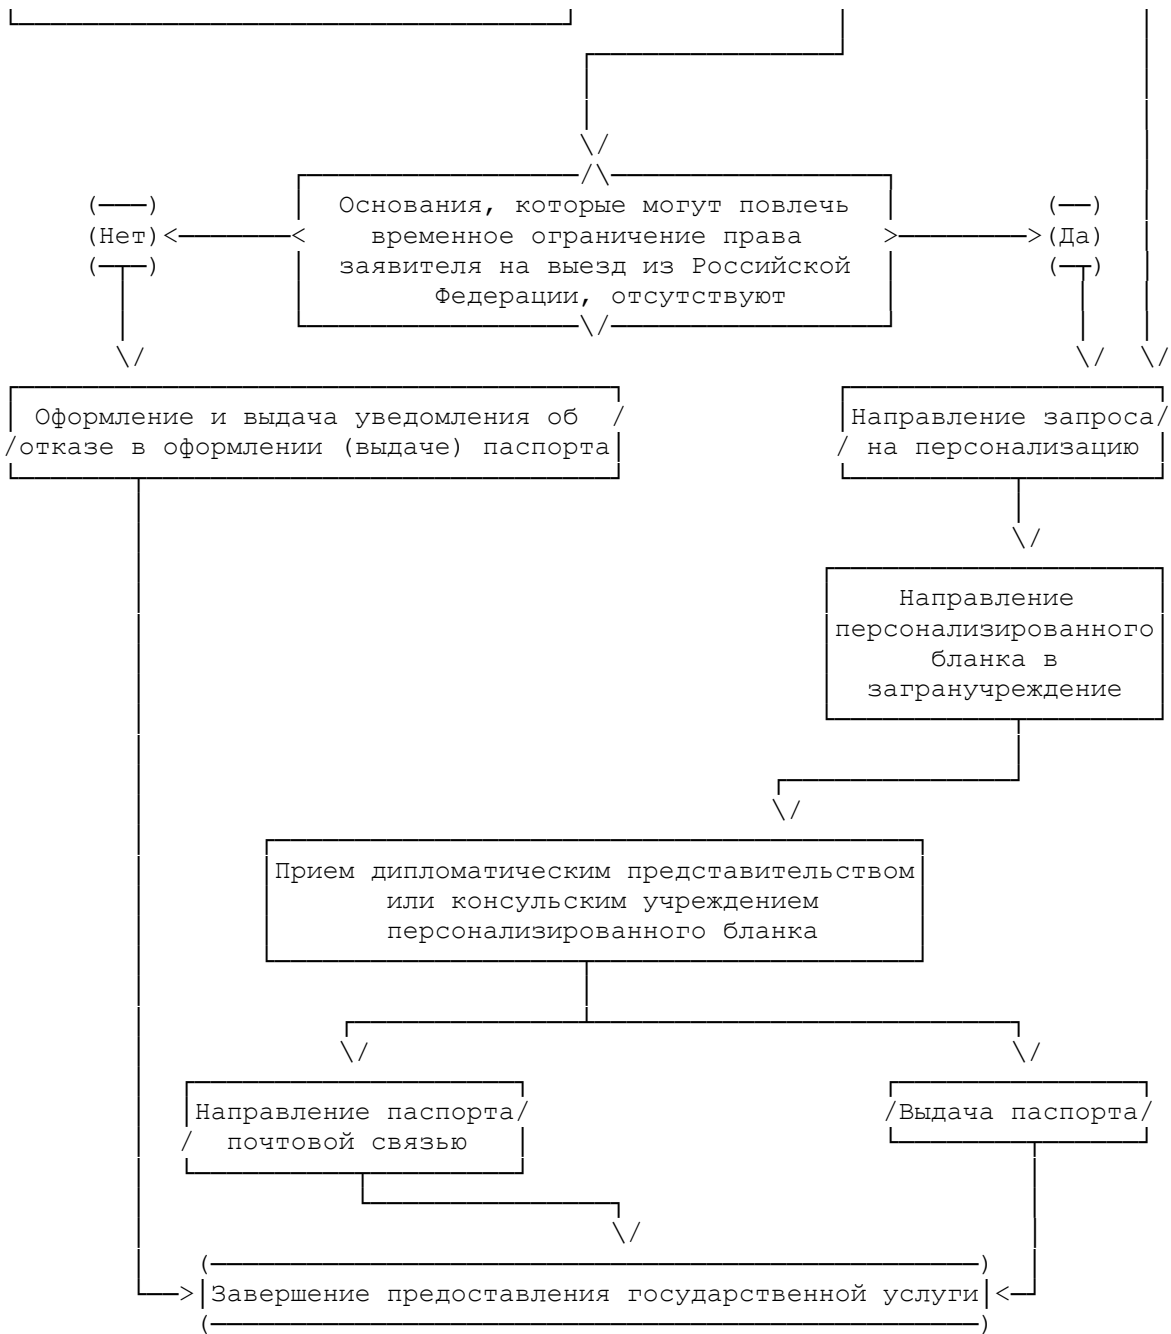 Основания, которые могут повлечь
(Нет) временное ограничение права (Да)
заявителя на выезд из Российской
Федерации, отсутствуют
Оформление и выдача уведомления об
отказе в оформлении (выдаче) паспорта
Направление запроса
на персонализацию
Направление
персонализированного
бланка в
загранучреждение
Прием дипломатическим представительством
или консульским учреждением
персонализированного бланка
Направление паспорта
почтовой связью
Выдача паспорта
Завершение предоставления государственной услуги